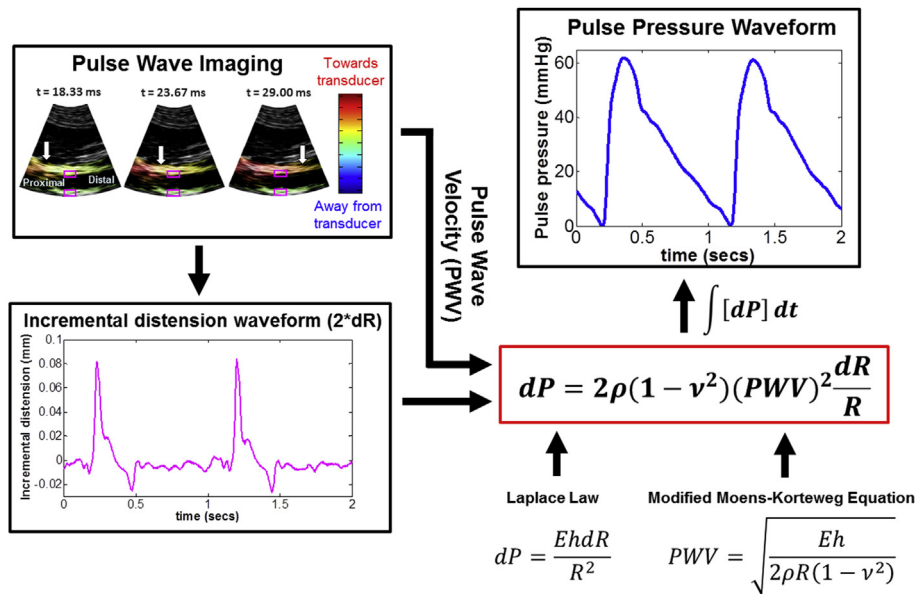 Pulse Wave Imaging
Towards
transducer
t = 18.33 ms
t = 23.67 ms
t = 29.00 ms
Proximal
Distal
Away from
transducer
Pulse Wave
Velocity (PWV)
Pulse Pressure Waveform
Pulse pressure (mmHg)
60
40
20
0
0
0.5
1
1.5
2
time (secs)
∫[dP] dt
Incremental distension waveform (2*dR)
Incremental distension (mm)
0.1
0.08
0.06
0.04
0.02
0
-0.02
0
0.5
1
1.5
2
time (secs)
dP = 2ρ(1 − ν²)(PWV)² dR/R
Laplace Law
dP = EhdR/R²
Modified Moens-Korteweg Equation
PWV = √(Eh/2ρR(1 − ν²))